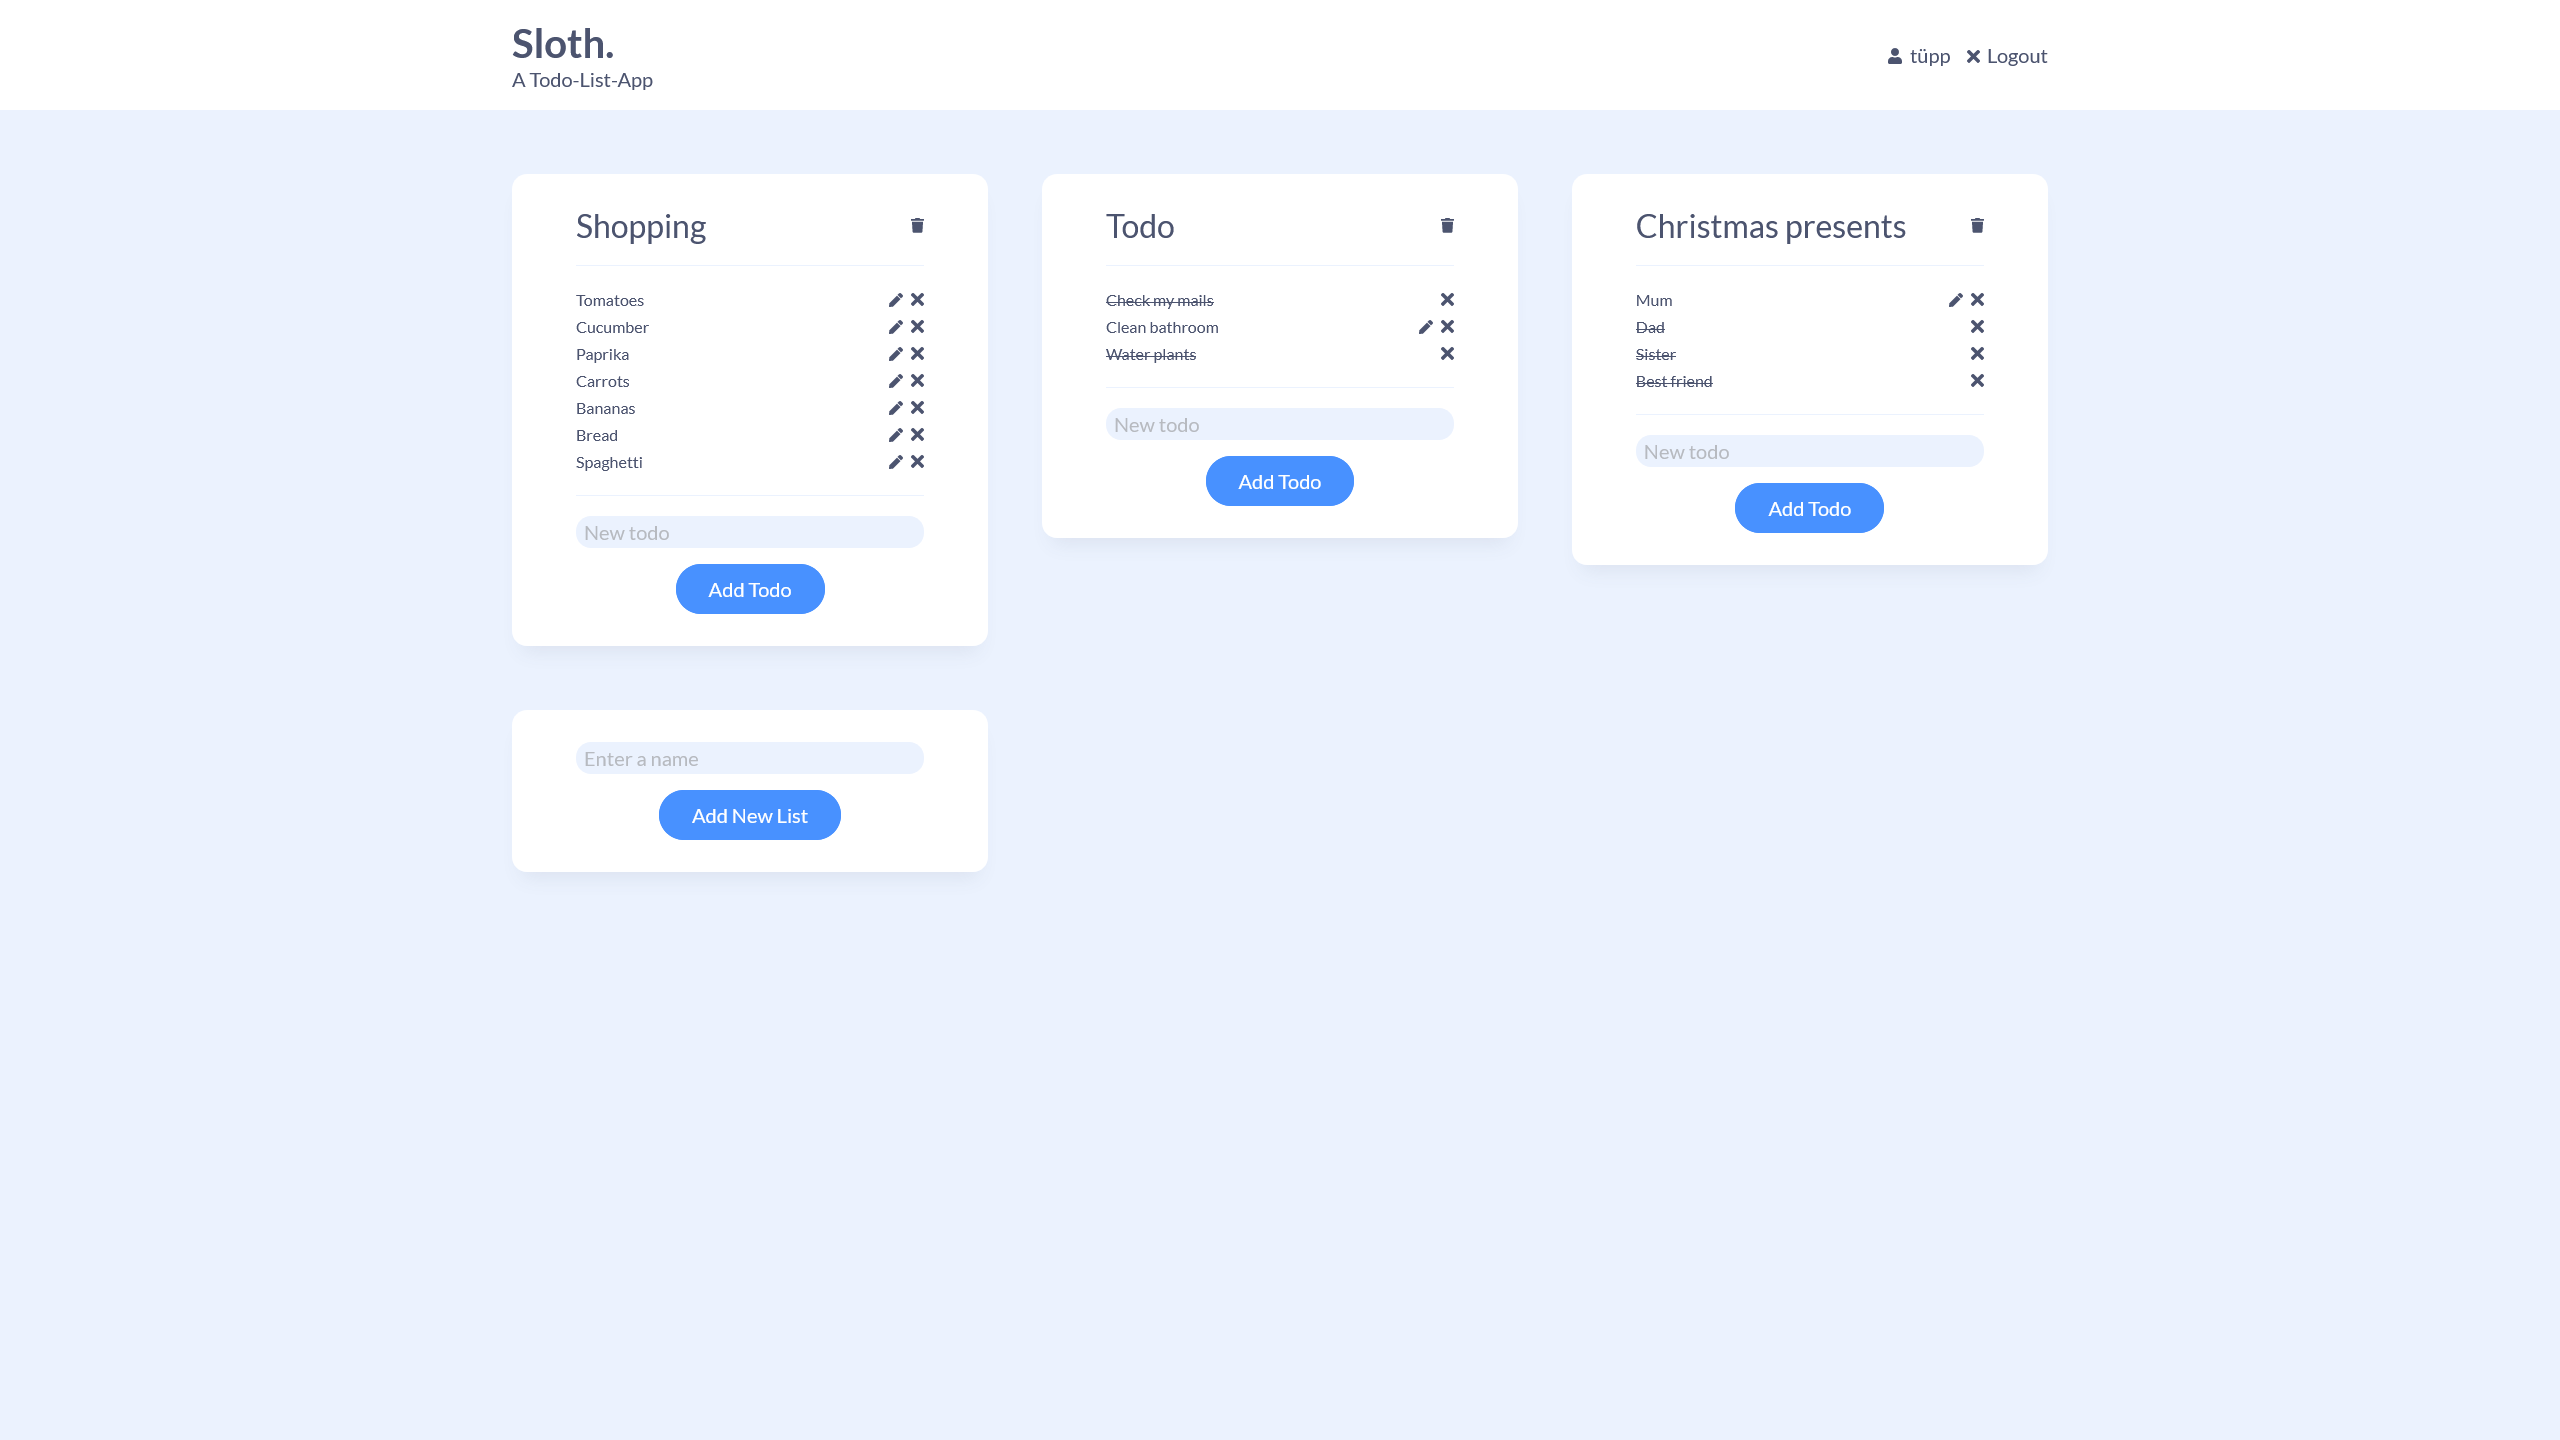 Sloth.
A Todo-List-App
tüpp
Logout
Shopping
Tomatoes
Cucumber
Paprika
Carrots
Bananas
Bread
Spaghetti
New todo
Add Todo
Todo
Check my mails
Clean bathroom
Water plants
New todo
Add Todo
Christmas presents
Mum
Dad
Sister
Best friend
New todo
Add Todo
Enter a name
Add New List